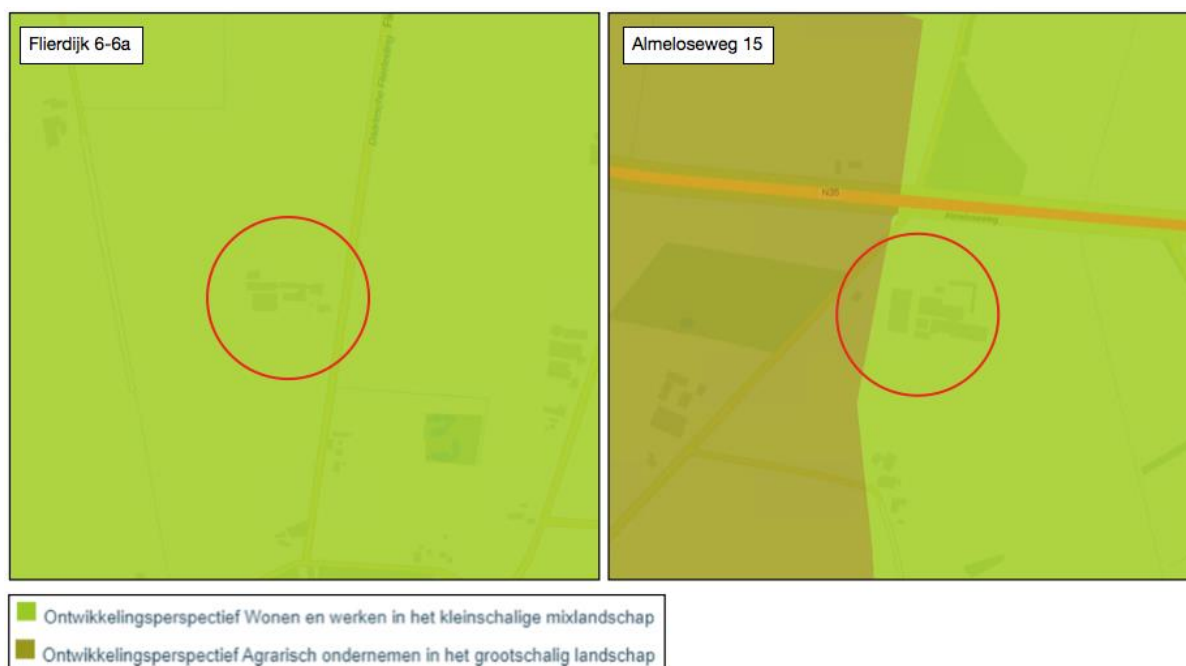 Flierdijk 6-6a
Almeloseweg 15
N35
Ontwikkelingsperspectief Wonen en werken in het kleinschalige mixlandschap
Ontwikkelingsperspectief Agrarisch ondernemen in het grootschalig landschap